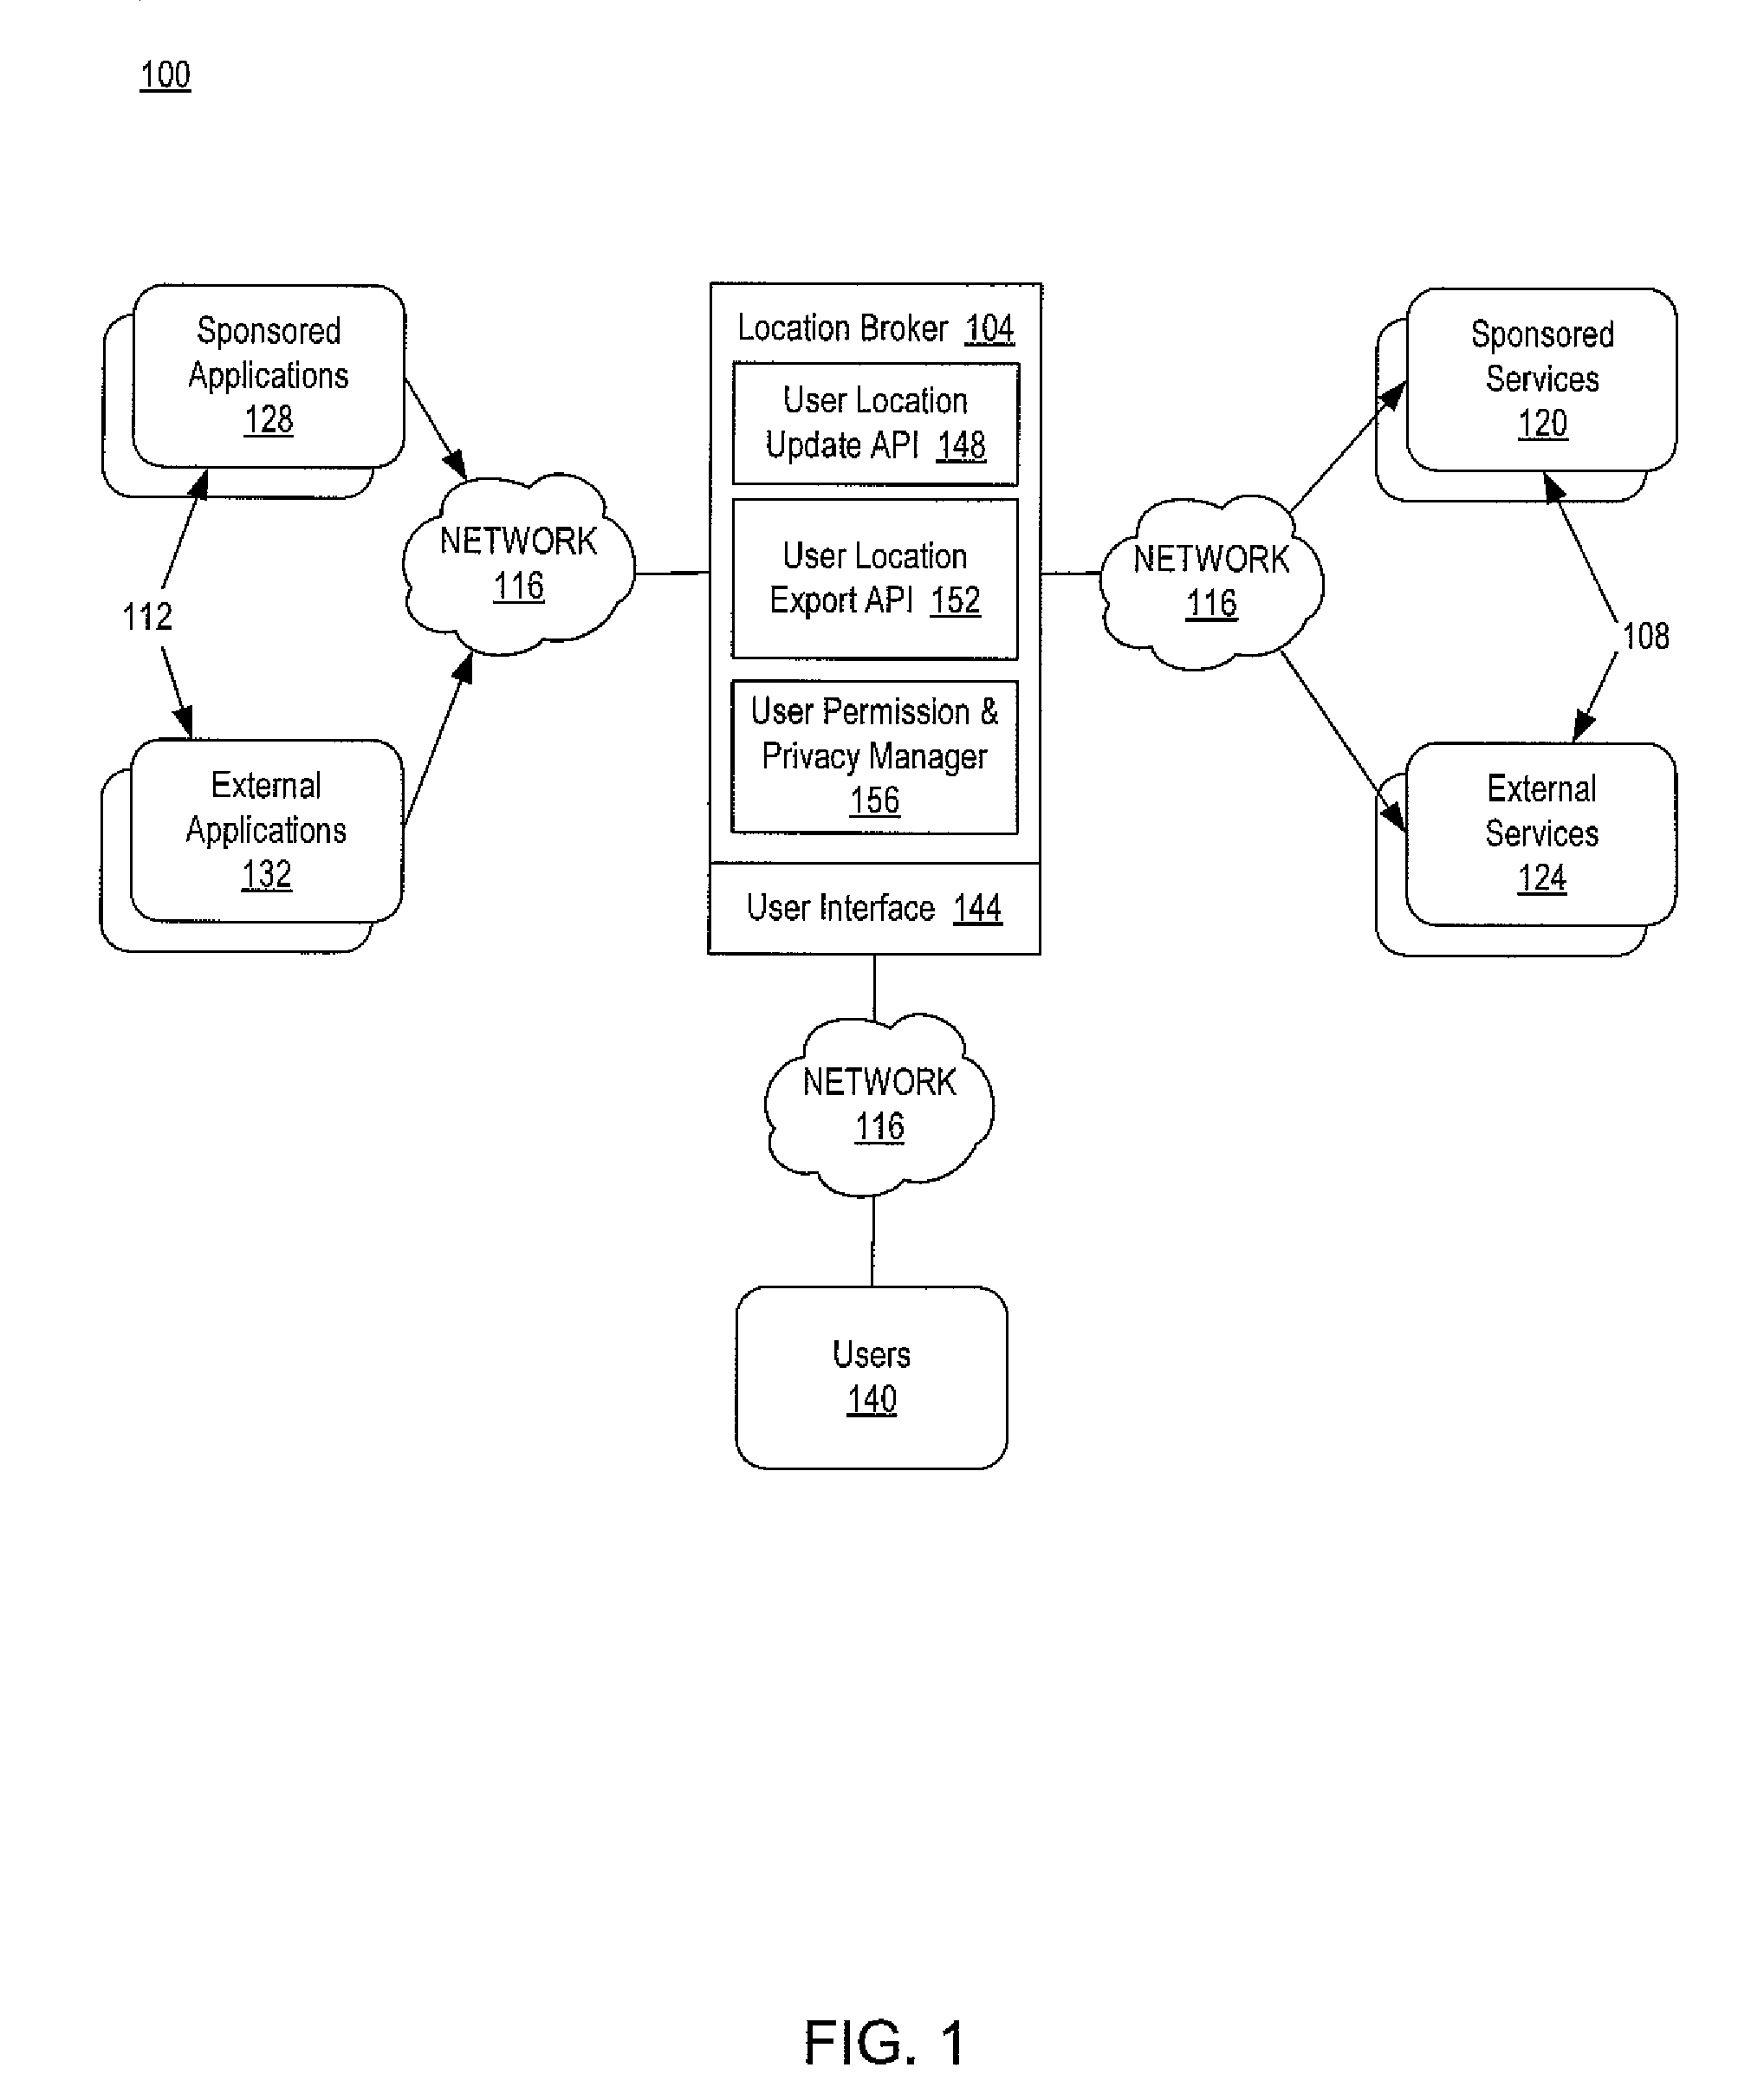 100
Sponsored
Applications
128
112
External
Applications
132
NETWORK
116
Location Broker 104
User Location
Update API 148
User Location
Export API 152
User Permission &
Privacy Manager
156
User Interface 144
NETWORK
116
Sponsored
Services
120
108
External
Services
124
NETWORK
116
Users
140
FIG. 1